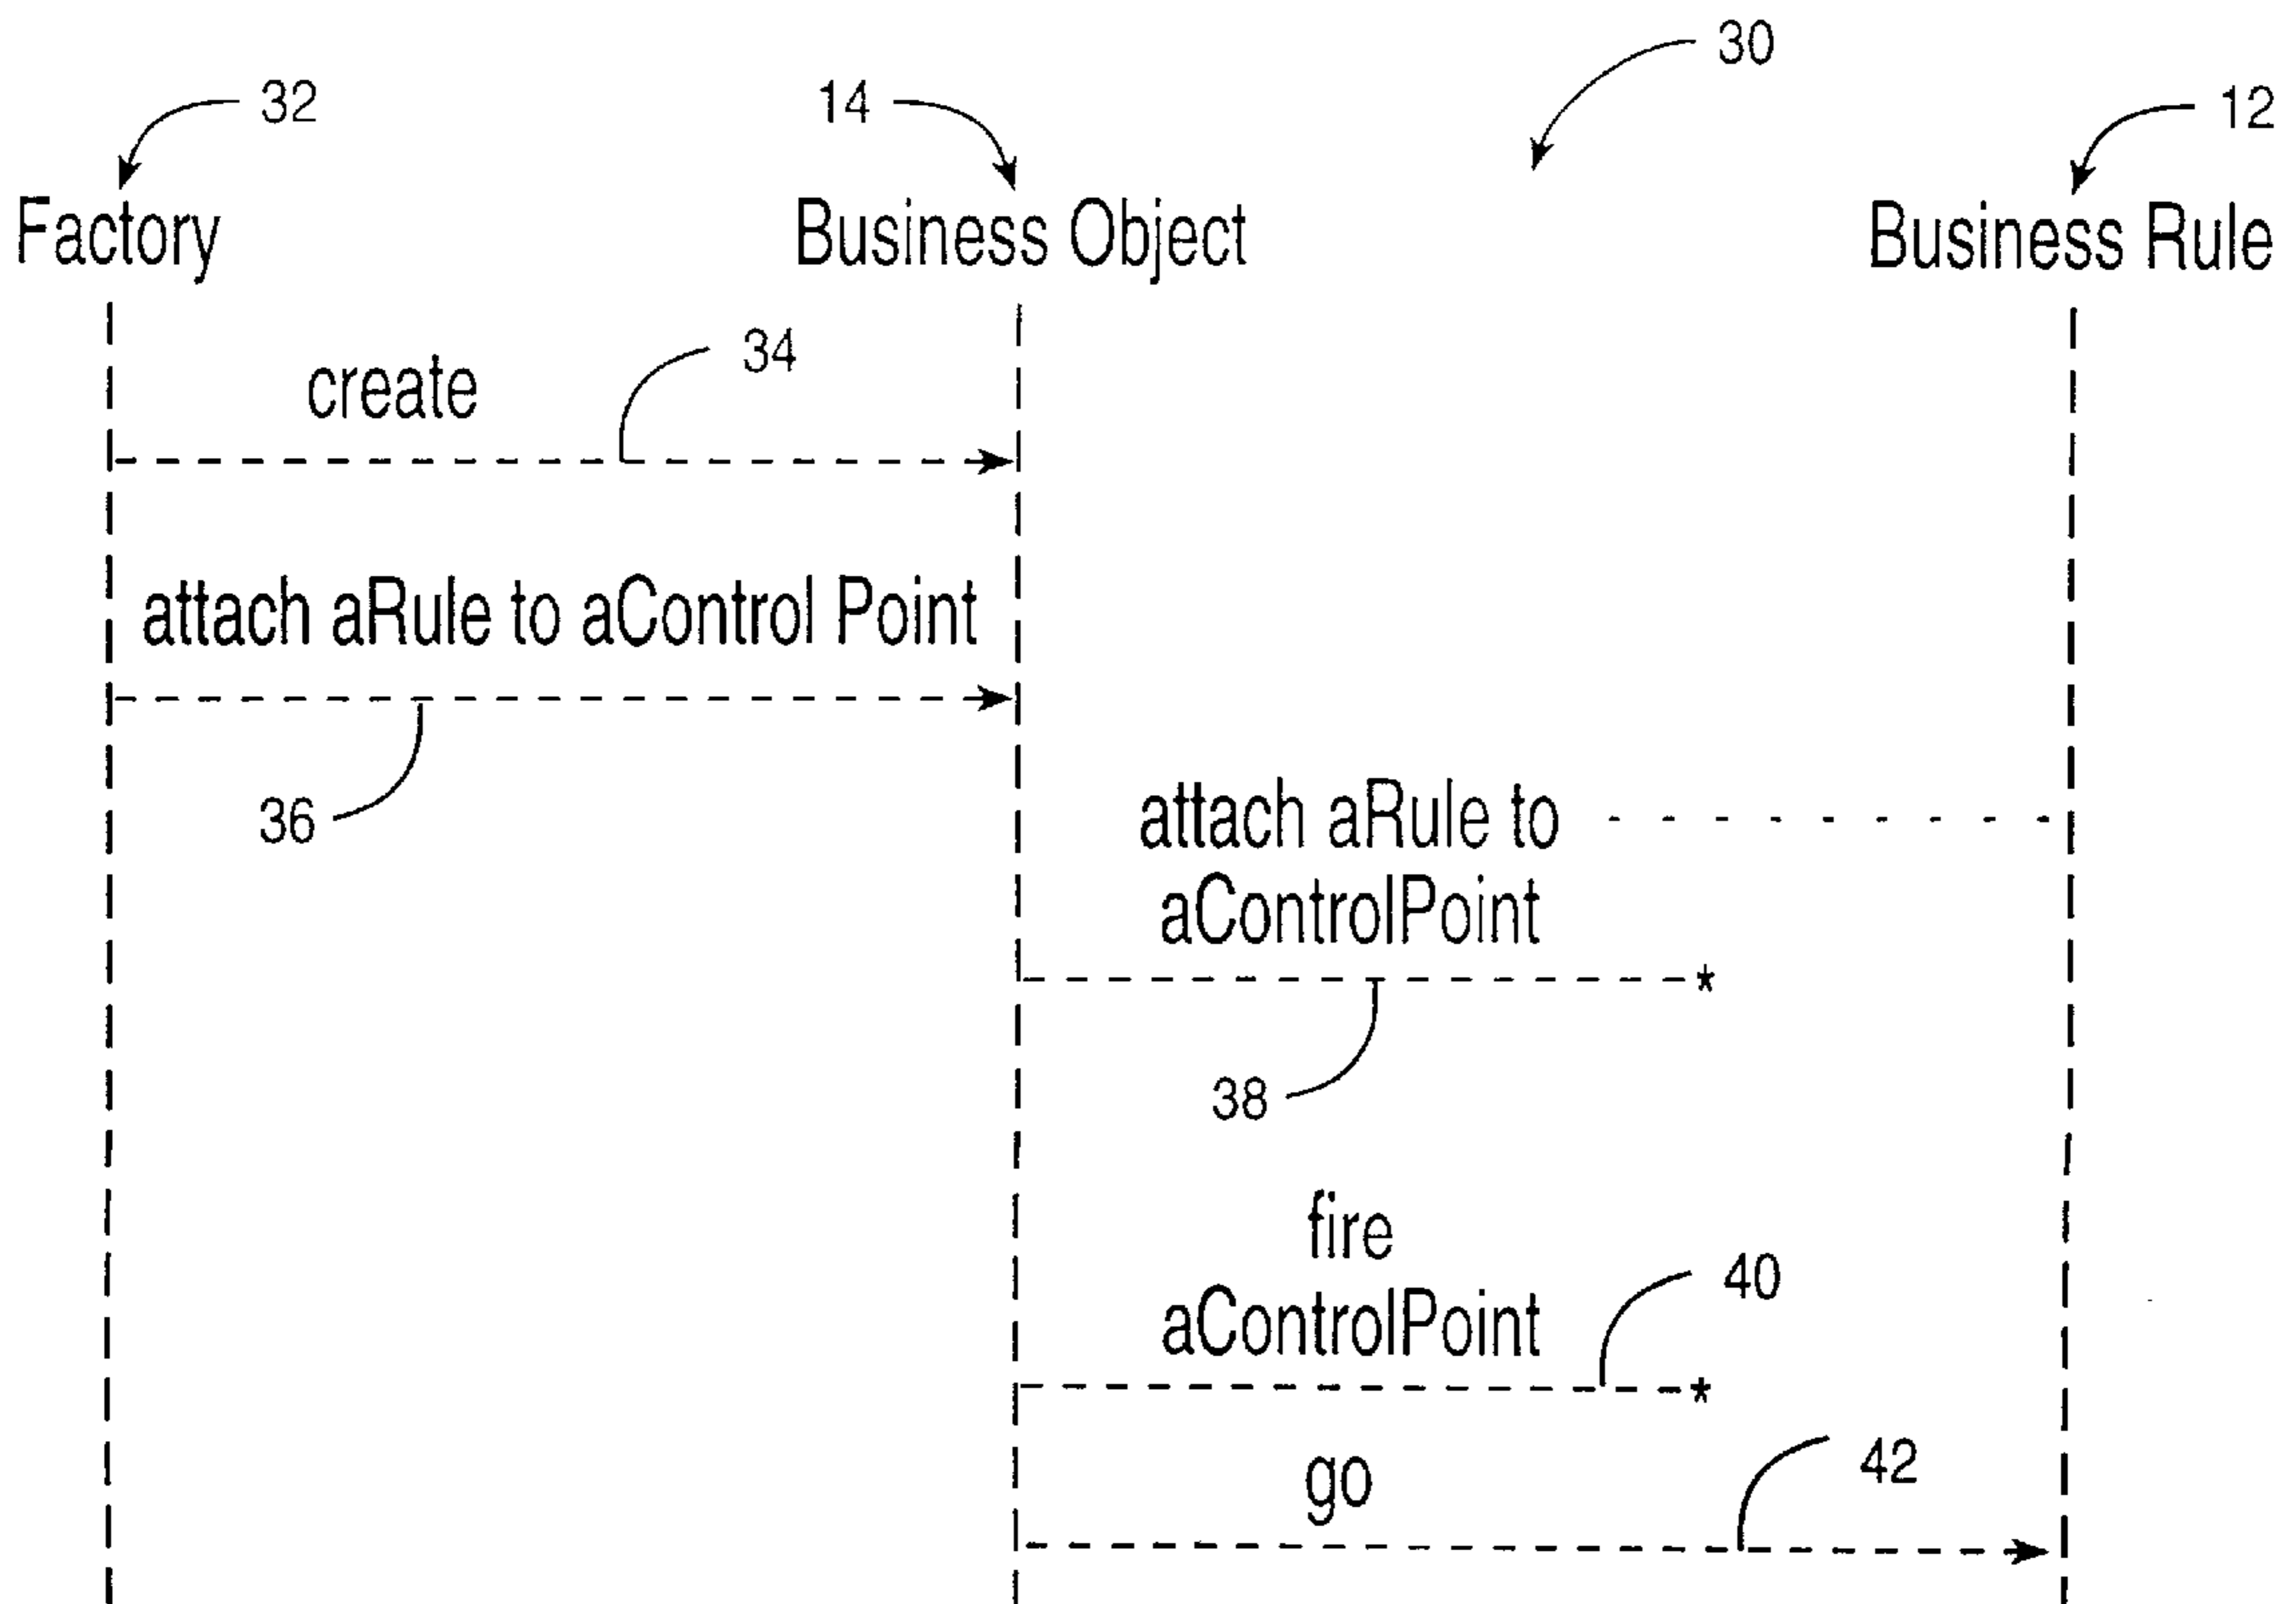 30
32
14
12
Factory
Business Object
Business Rule
34
create
attach aRule to aControl Point
36
attach aRule to
aControlPoint
38
fire
aControlPoint
40
go
42